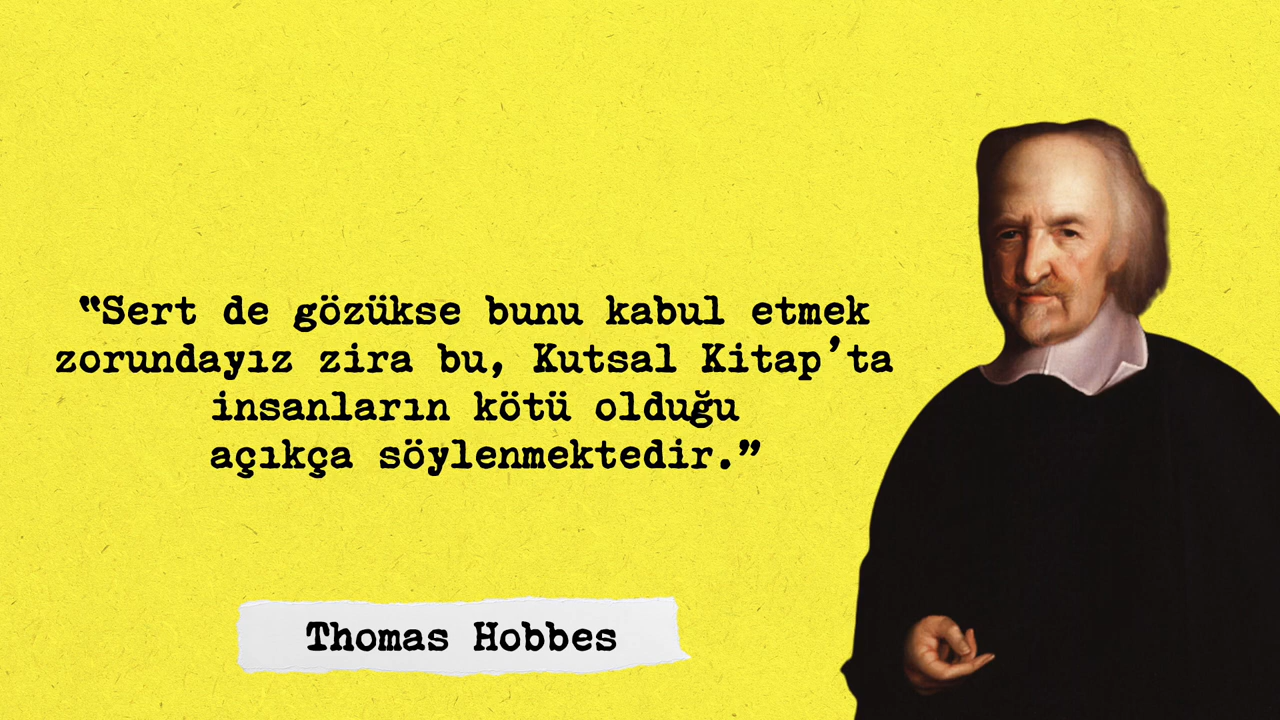 “Sert de gözükse bunu kabul etmek
zorundayız zira bu, Kutsal Kitap’ta
insanların kötü olduğu
açıkça söylenmektedir.”
Thomas Hobbes